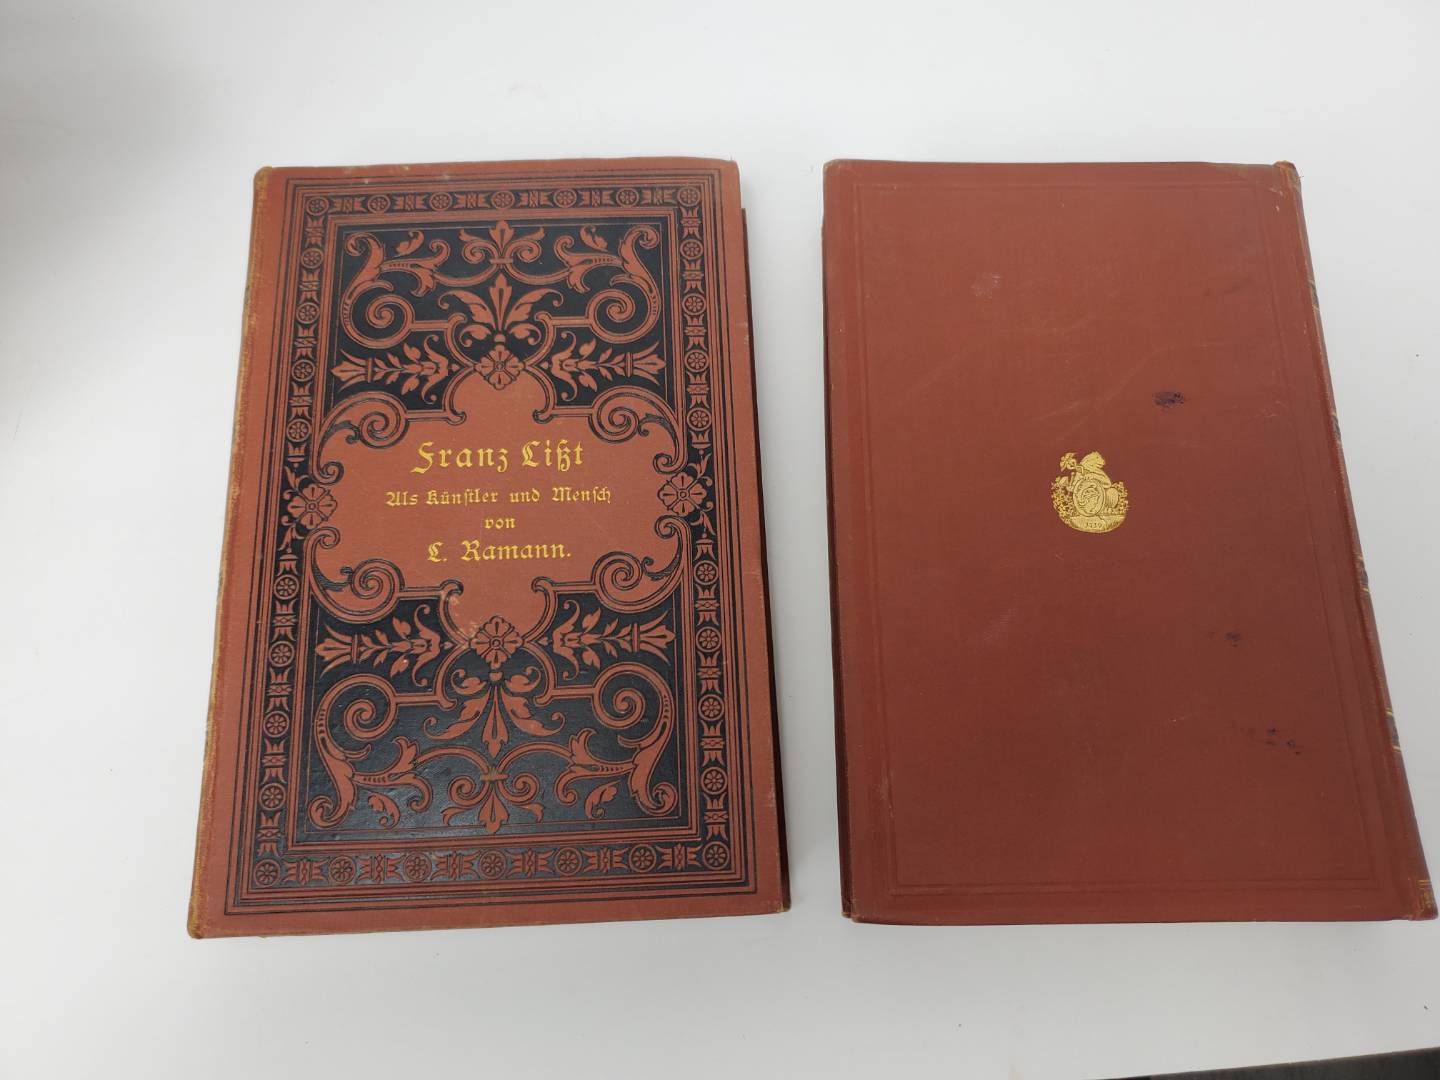 Franz Lißt
Als Künstler und Mensch
von
L. Ramann.